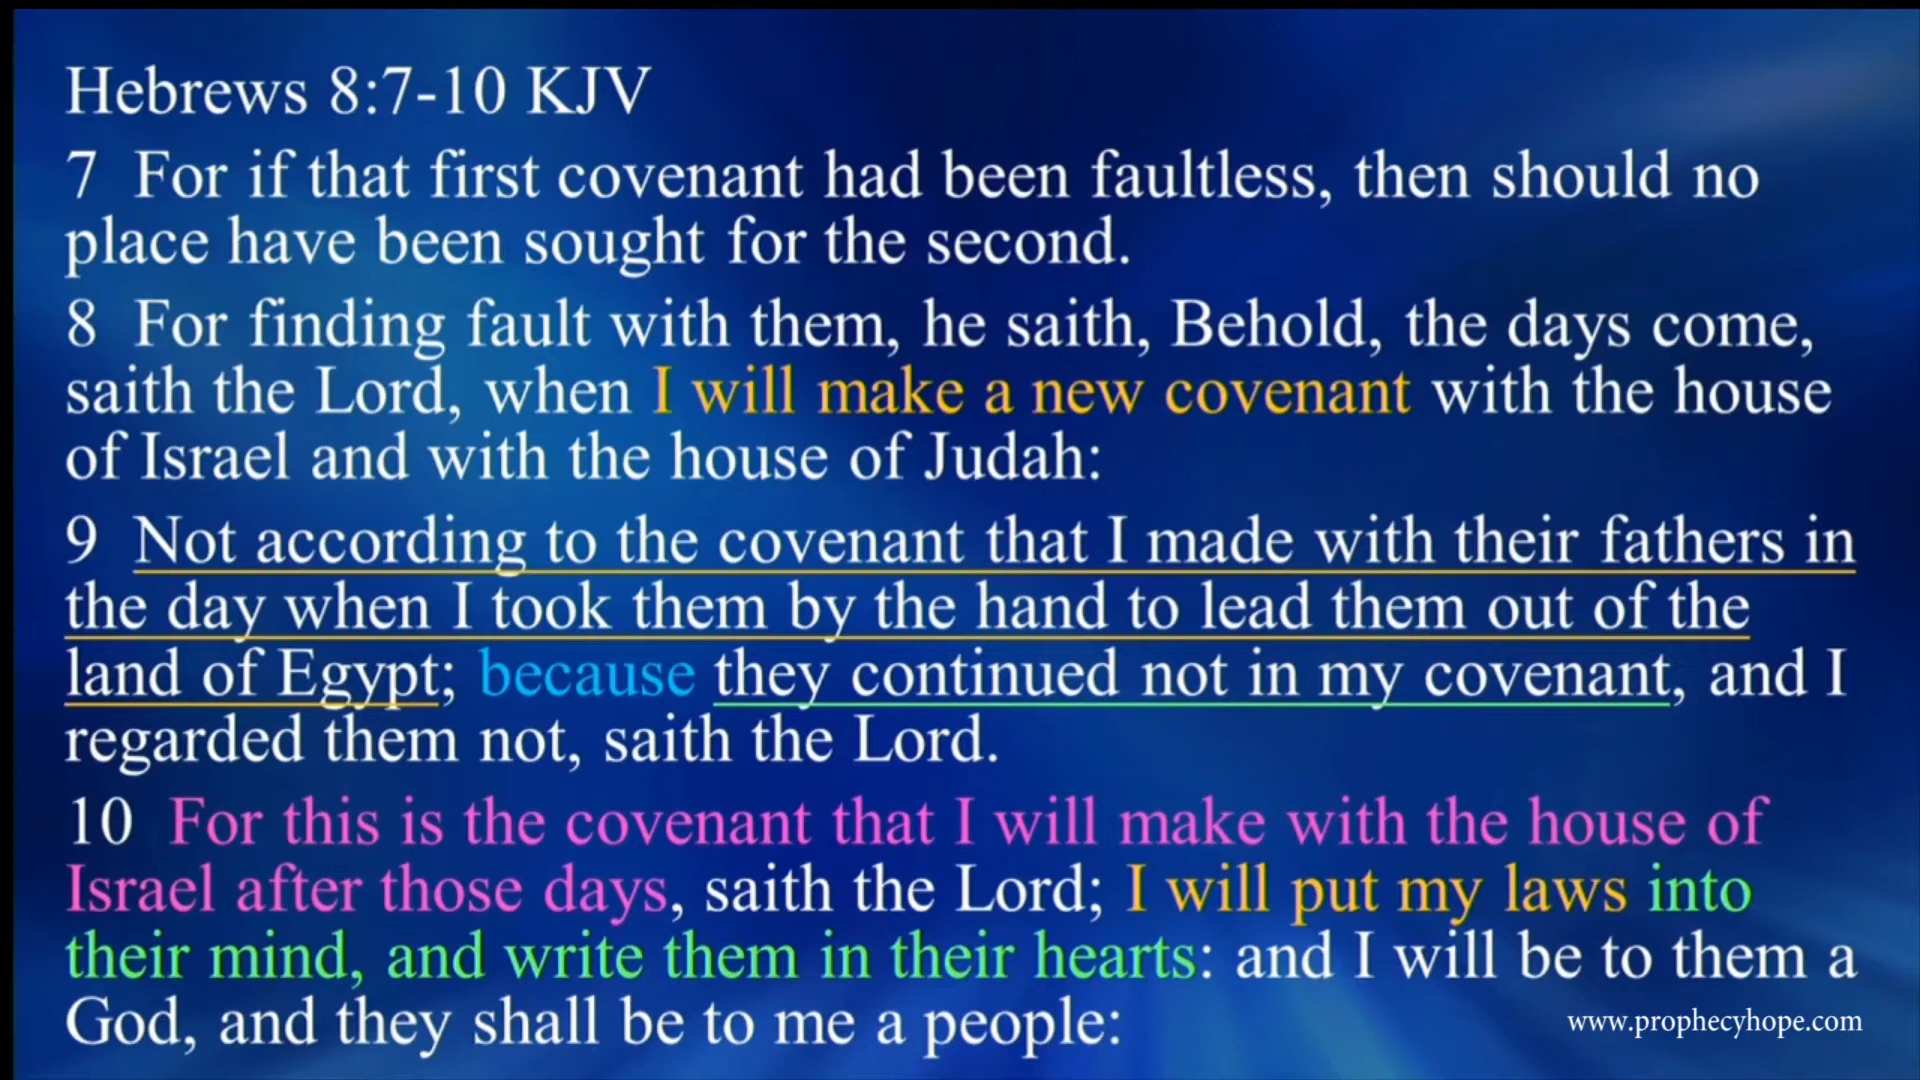 Hebrews 8:7-10 KJV
7 For if that first covenant had been faultless, then should no
place have been sought for the second.
8 For finding fault with them, he saith, Behold, the days come,
saith the Lord, when I will make a new covenant with the house
of Israel and with the house of Judah:
9 Not according to the covenant that I made with their fathers in
the day when I took them by the hand to lead them out of the
land of Egypt; because they continued not in my covenant, and I
regarded them not, saith the Lord.
10 For this is the covenant that I will make with the house of
Israel after those days, saith the Lord; I will put my laws into
their mind, and write them in their hearts: and I will be to them a
God, and they shall be to me a people:
www.prophecyhope.com